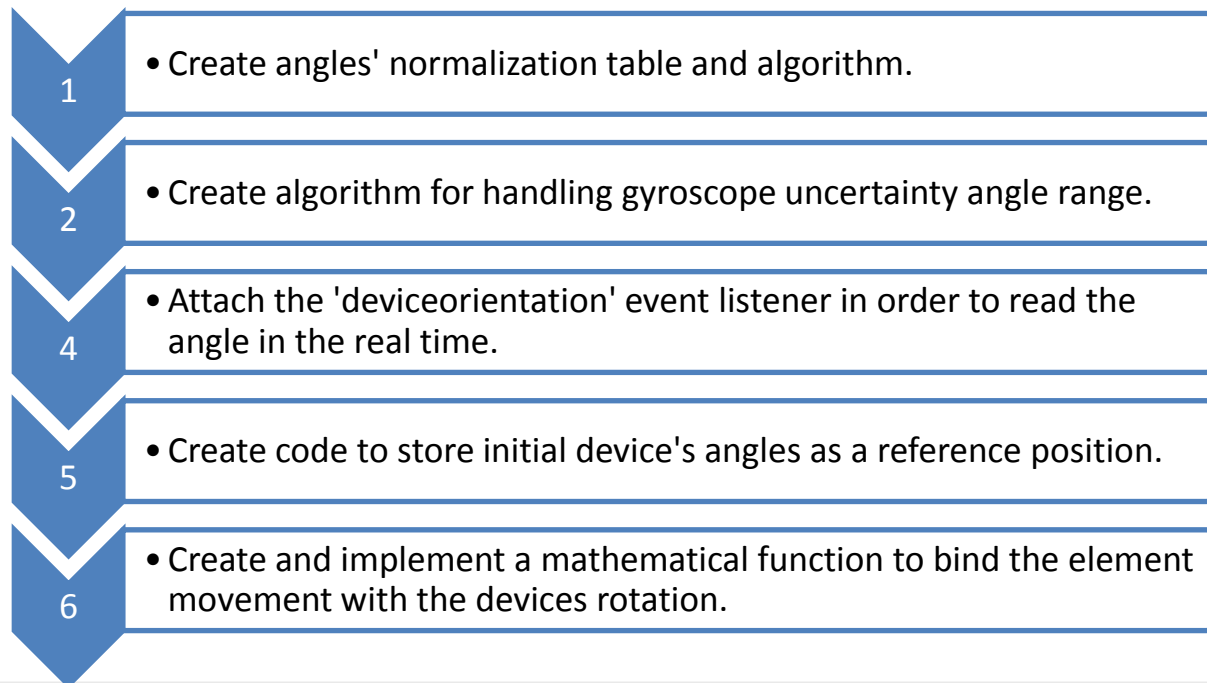 1
• Create angles' normalization table and algorithm.
2
• Create algorithm for handling gyroscope uncertainty angle range.
4
• Attach the 'deviceorientation' event listener in order to read the
angle in the real time.
5
• Create code to store initial device's angles as a reference position.
6
• Create and implement a mathematical function to bind the element
movement with the devices rotation.